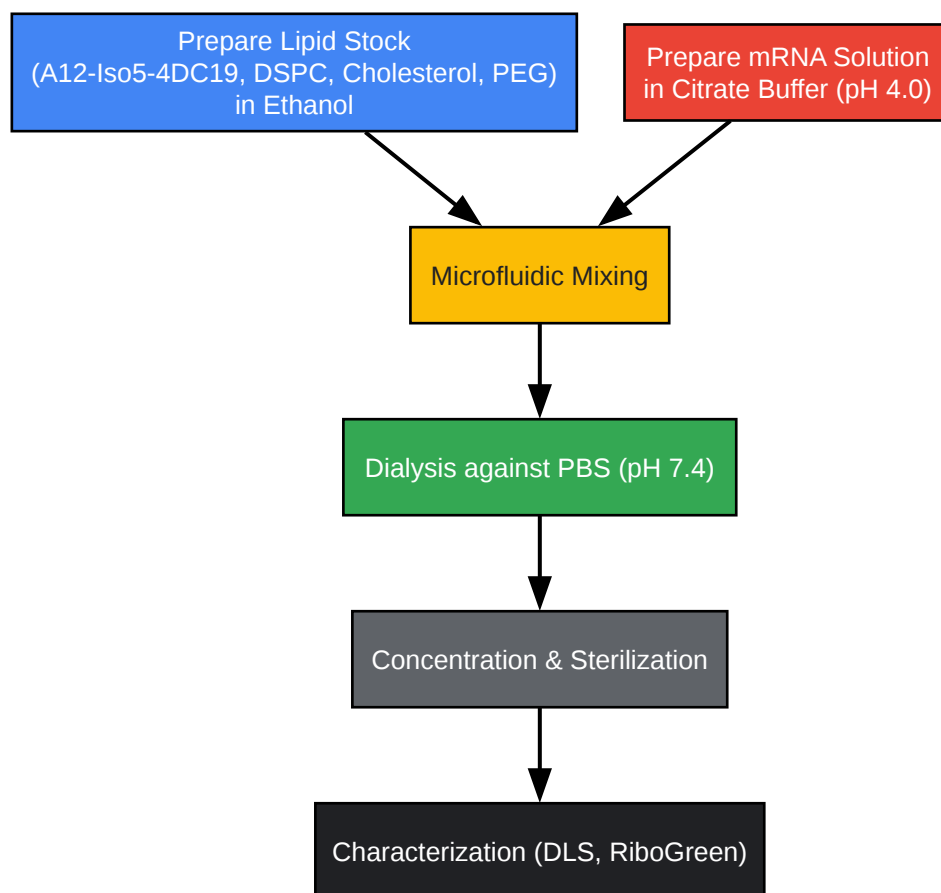 Prepare Lipid Stock
(A12-Iso5-4DC19, DSPC, Cholesterol, PEG)
in Ethanol
Prepare mRNA Solution
in Citrate Buffer (pH 4.0)
Microfluidic Mixing
Dialysis against PBS (pH 7.4)
Concentration & Sterilization
Characterization (DLS, RiboGreen)